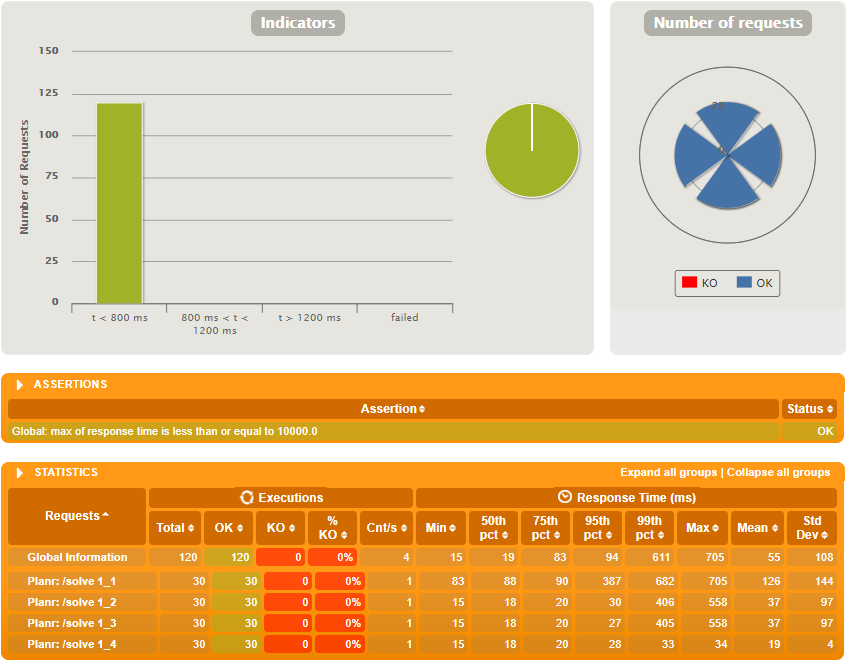 Indicators
Number of requests
150
125
100
75
50
25
0
Number of Requests
t < 800 ms
800 ms < t <
1200 ms
t > 1200 ms
failed
KO OK
ASSERTIONS
Assertion Status
Global: max of response time is less than or equal to 10000.0 OK
STATISTICS Expand all groups | Collapse all groups
Requests Executions Response Time (ms)
Total OK KO % KO Cnt/s Min 50th pct 75th pct 95th pct 99th pct Max Mean Std Dev
Global Information 120 120 0 0% 4 15 19 83 94 611 705 55 108
Planr: /solve 1_1 30 30 0 0% 1 83 88 90 387 682 705 126 144
Planr: /solve 1_2 30 30 0 0% 1 15 18 20 30 406 558 37 97
Planr: /solve 1_3 30 30 0 0% 1 15 18 20 27 405 558 37 97
Planr: /solve 1_4 30 30 0 0% 1 15 18 20 28 33 34 19 4